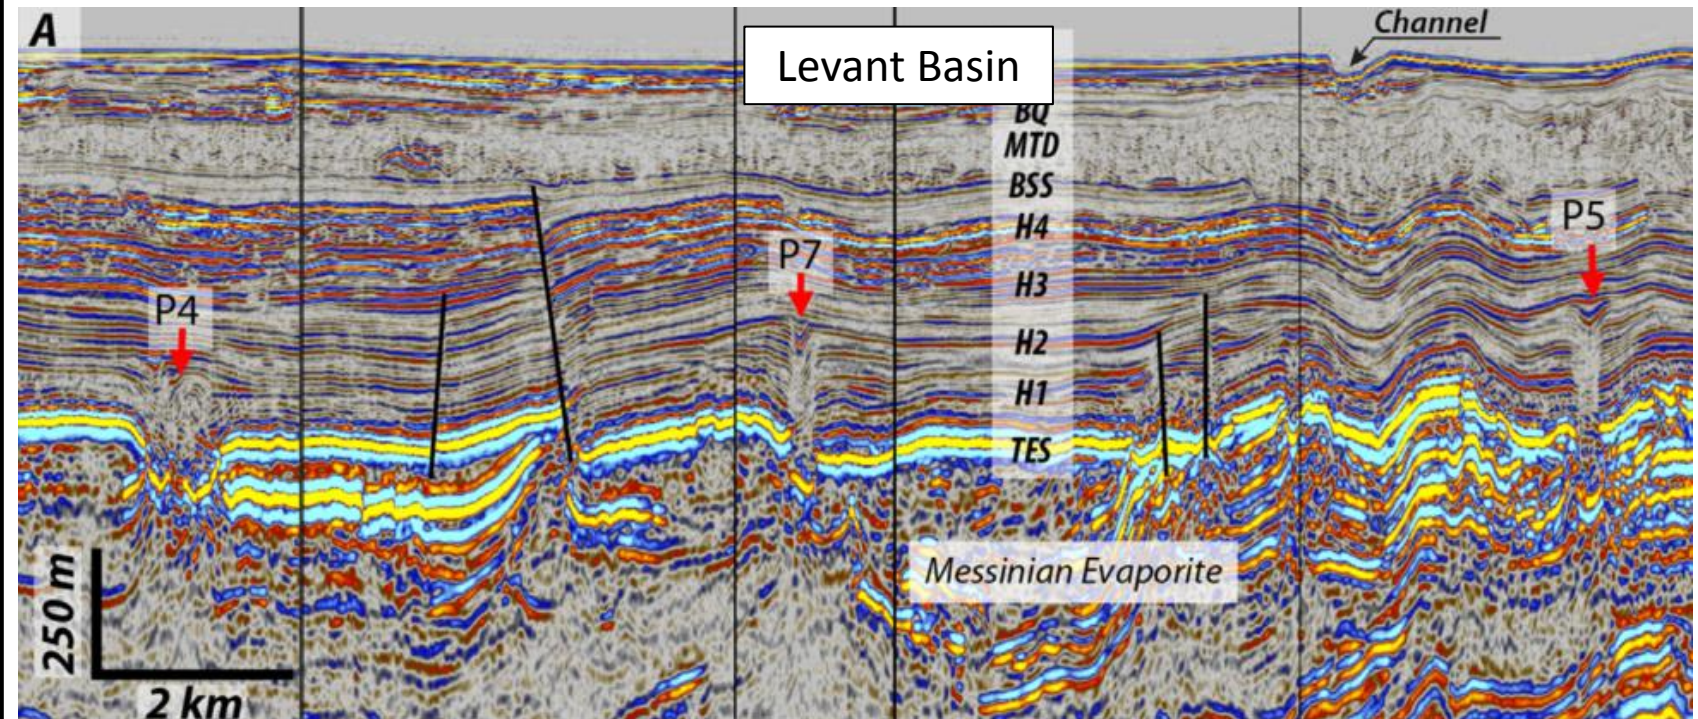 A
Channel
Levant Basin
BQ
MTD
BSS
P5
H4
P7
H3
P4
H2
H1
TES
Messinian Evaporite
250 m
2 km